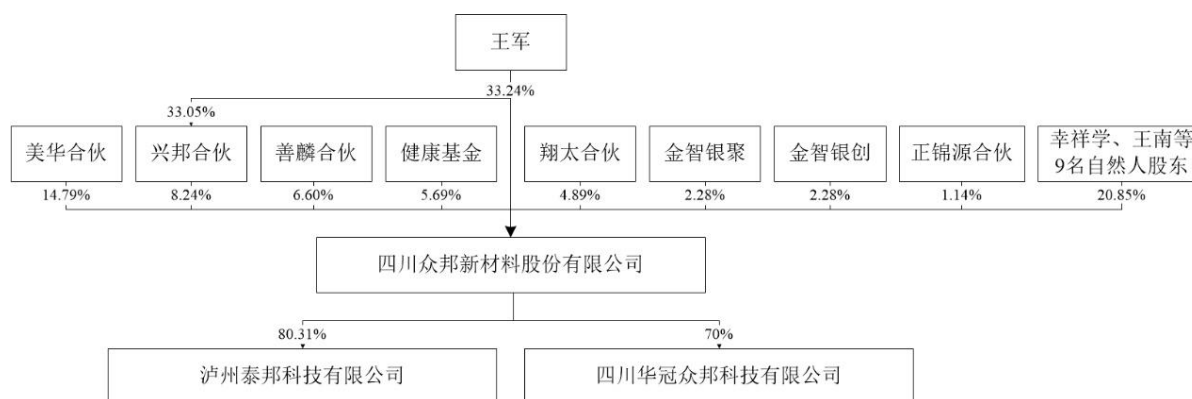 王军
33.24%
33.05%
美华合伙
兴邦合伙
善麟合伙
健康基金
翔太合伙
金智银聚
金智银创
正锦源合伙
幸祥学、王南等
9名自然人股东
14.79%
8.24%
6.60%
5.69%
4.89%
2.28%
2.28%
1.14%
20.85%
四川众邦新材料股份有限公司
80.31%
70%
泸州泰邦科技有限公司
四川华冠众邦科技有限公司